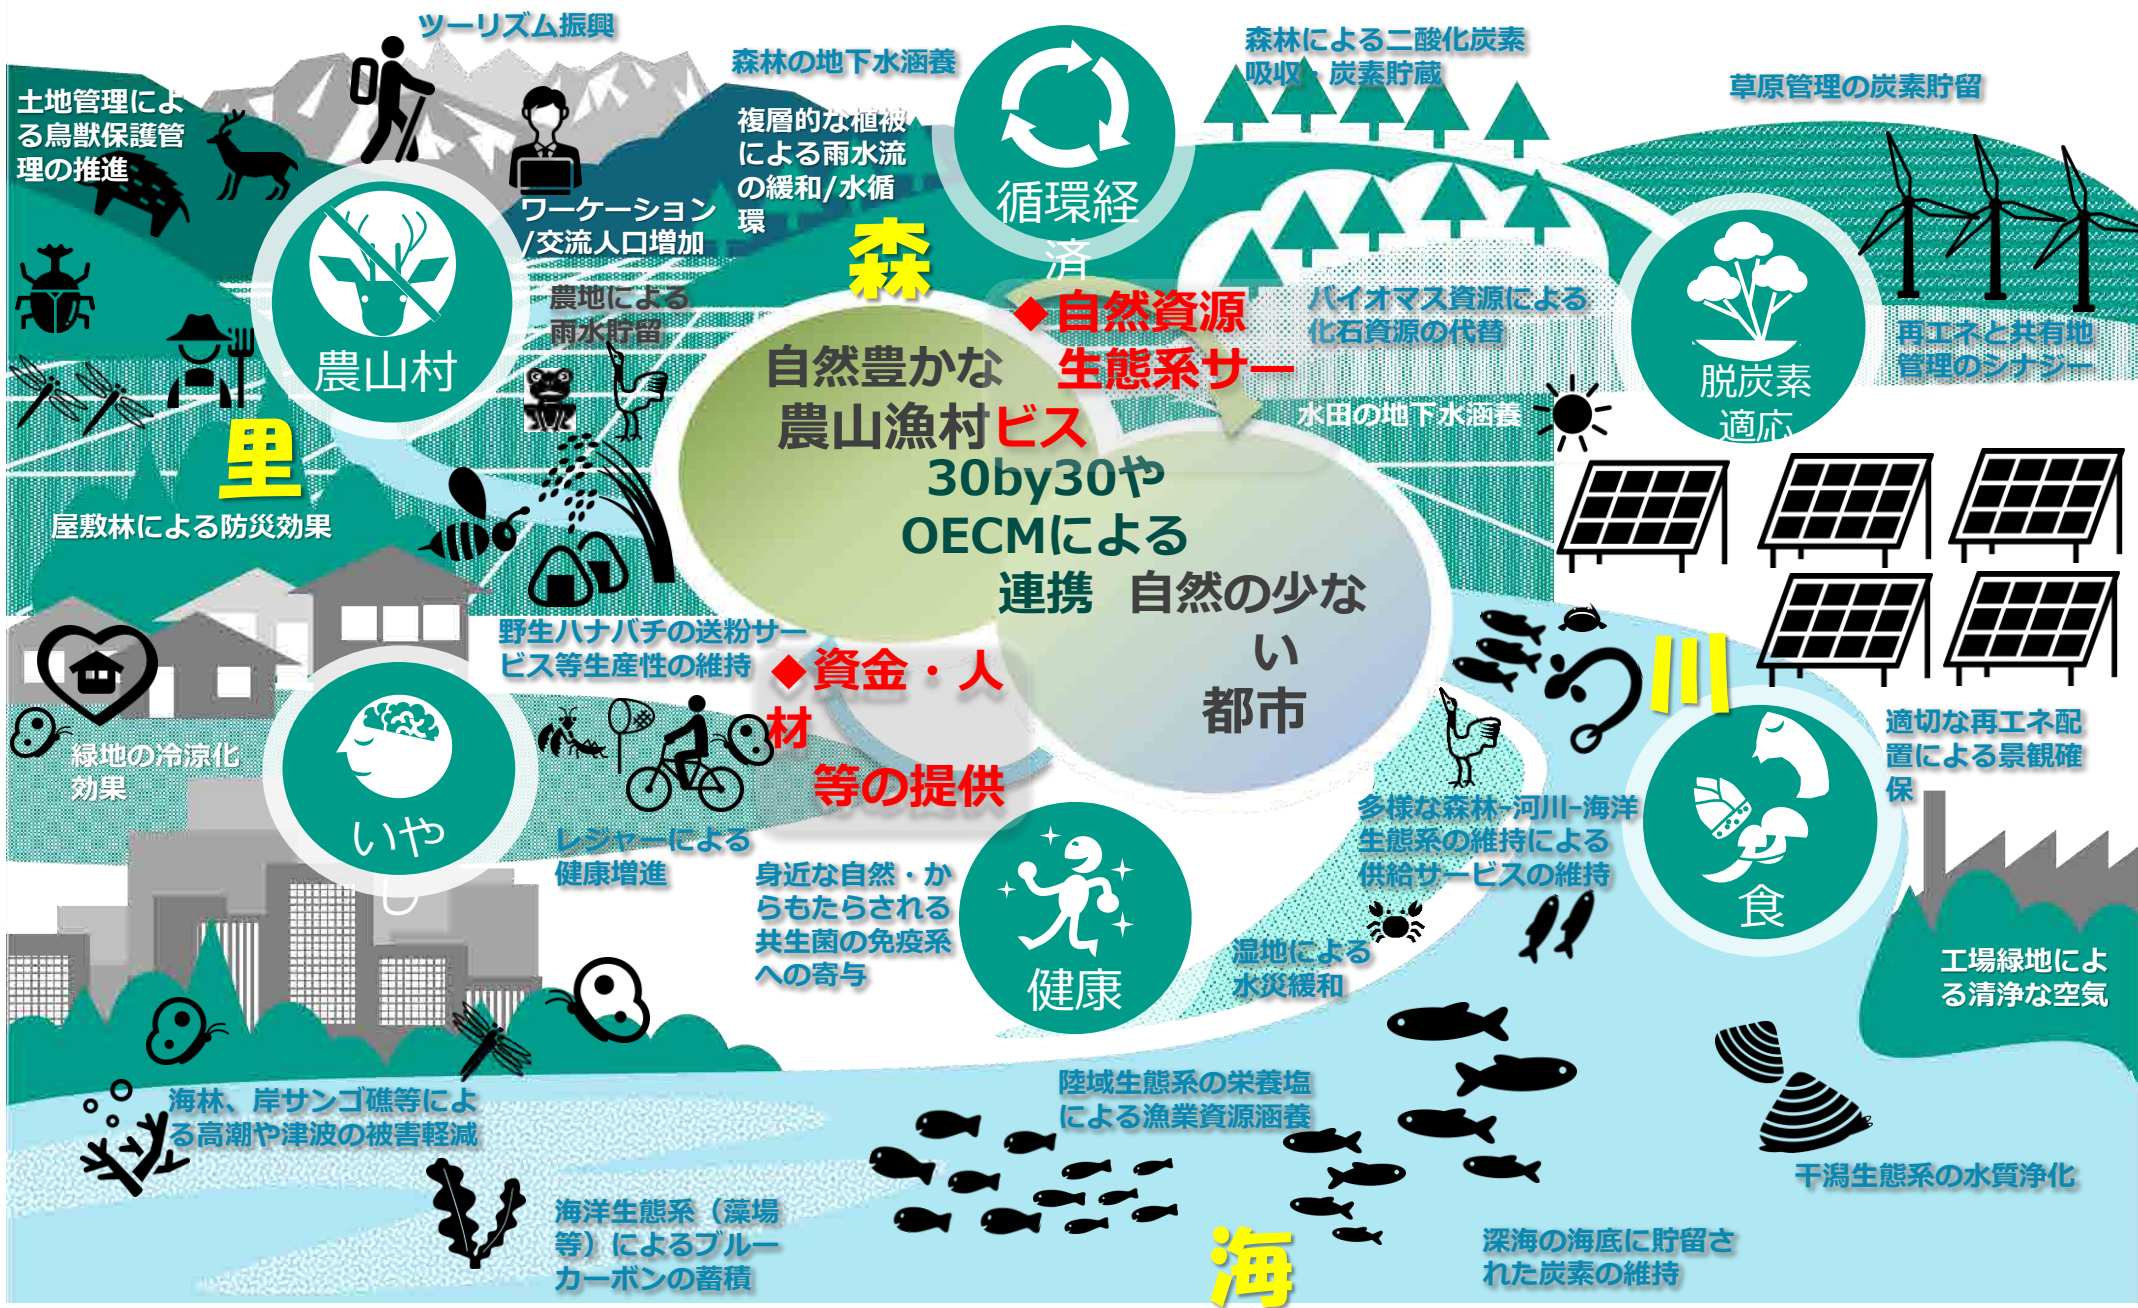 ツーリズム振興
土地管理によ
る鳥獣保護管
理の推進
森林の地下水涵養
複層的な植被
による雨水流
の緩和/水循
環
循環経
済
森林による二酸化炭素
吸収・炭素貯蔵
草原管理の炭素貯留
ワーケーション
/交流人口増加
農山村
農地による
雨水貯留
森
◆自然資源
生態系サー
ビス
自然豊かな
農山漁村
バイオマス資源による
化石資源の代替
脱炭素
適応
再エネと共有地
管理のシナジー
水田の地下水涵養
里
屋敷林による防災効果
30by30や
OECMによる
連携
自然の少な
い
都市
野生ハナバチの送粉サー
ビス等生産性の維持
◆資金・人
材
等の提供
川
緑地の冷涼化
効果
いや
し
レジャーによる
健康増進
身近な自然・か
らもたらされる
共生菌の免疫系
への寄与
健康
多様な森林-河川-海洋
生態系の維持による
供給サービスの維持
湿地による
水災緩和
食
適切な再エネ配
置による景観確
保
工場緑地によ
る清浄な空気
海林、岸サンゴ礁等によ
る高潮や津波の被害軽減
陸域生態系の栄養塩
による漁業資源涵養
干潟生態系の水質浄化
海洋生態系（藻場
等）によるブルー
カーボンの蓄積
海
深海の海底に貯留さ
れた炭素の維持